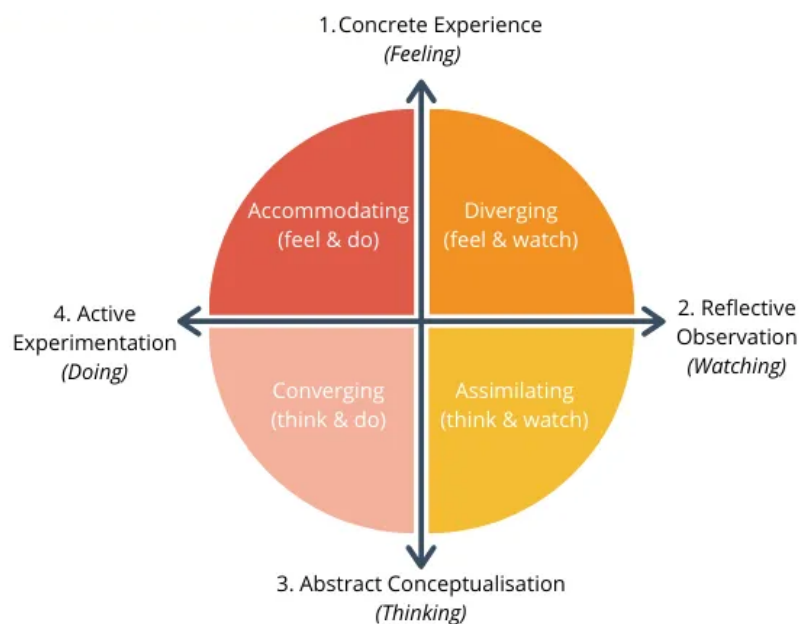 1. Concrete Experience
(Feeling)
Accommodating
(feel & do)
Diverging
(feel & watch)
4. Active
Experimentation
(Doing)
2. Reflective
Observation
(Watching)
Converging
(think & do)
Assimilating
(think & watch)
3. Abstract Conceptualisation
(Thinking)